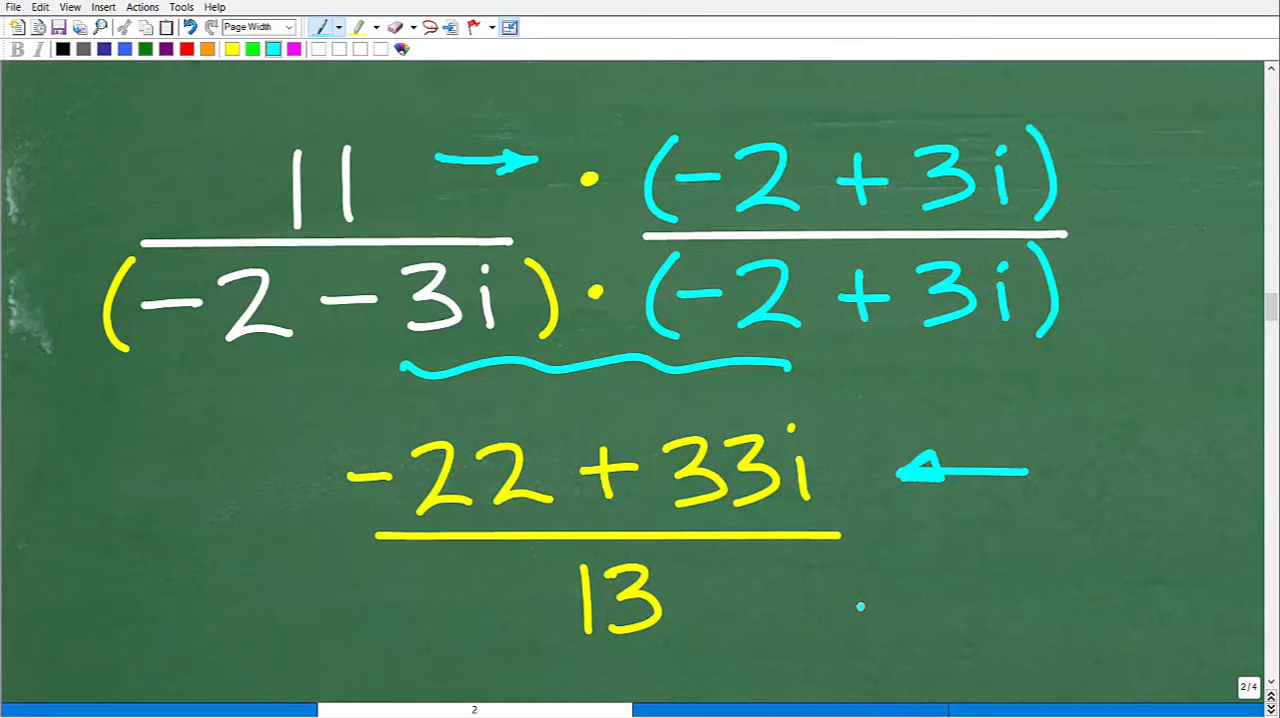 File Edit View Insert Actions Tools Help
Page Width
B I
11 → · (-2 + 3i)
(-2 - 3i) · (-2 + 3i)
-22 + 33i ←
13
2/4
2